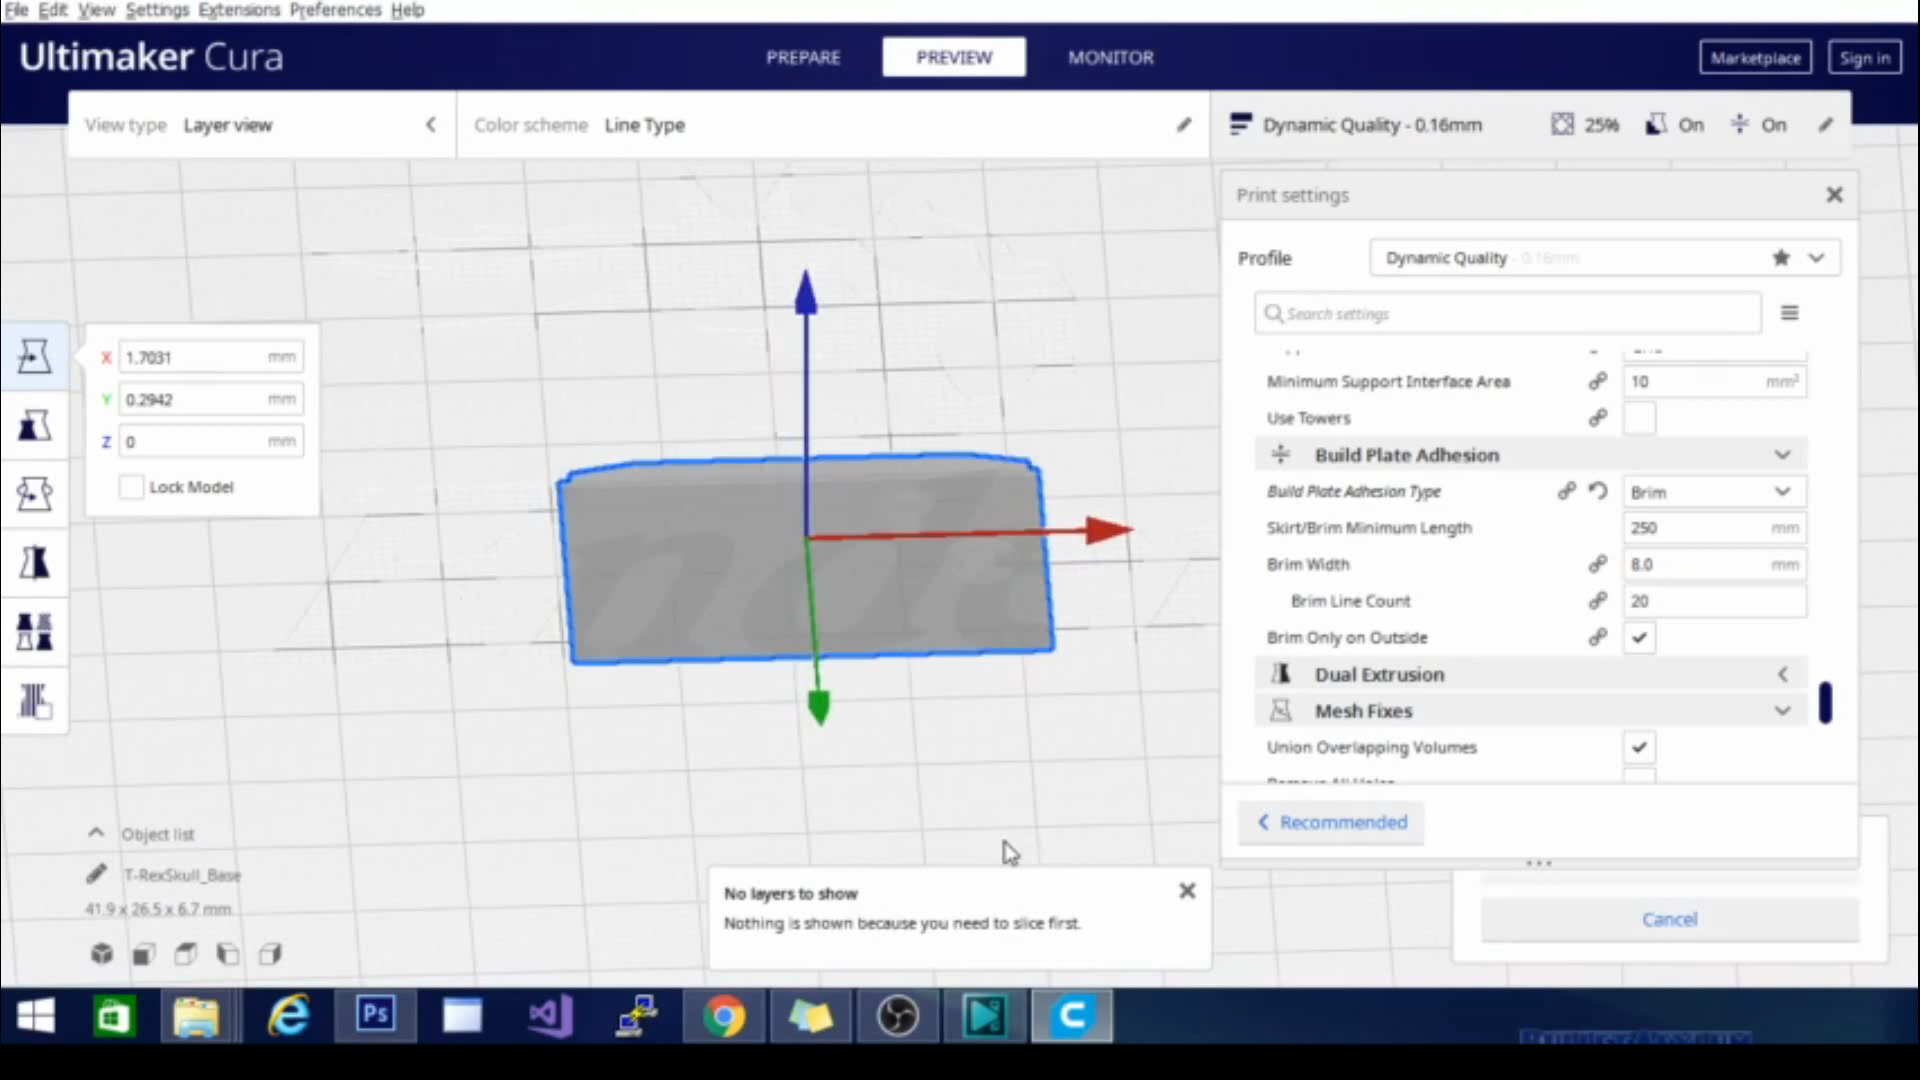 File Edit View Settings Extensions Preferences Help
Ultimaker Cura
PREPARE
PREVIEW
MONITOR
Marketplace
Sign in
View type Layer view
Color scheme Line Type
Dynamic Quality - 0.16mm
25%
On
On
Print settings
Profile
Dynamic Quality - 0.16mm
Search settings
X 1.7031 mm
Y 0.2942 mm
Z 0 mm
Lock Model
Minimum Support Interface Area 10 mm²
Use Towers
Build Plate Adhesion
Build Plate Adhesion Type Brim
Skirt/Brim Minimum Length 250 mm
Brim Width 8.0 mm
Brim Line Count 20
Brim Only on Outside
Dual Extrusion
Mesh Fixes
Union Overlapping Volumes
Remove All Holes
Recommended
Object list
T-RexSkull_Base
41.9 x 26.5 x 6.7 mm
No layers to show
Nothing is shown because you need to slice first.
Cancel
Ps